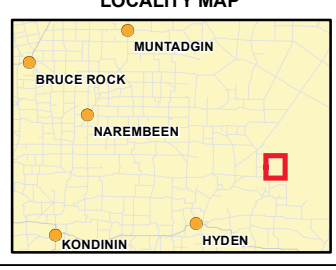 LOCALITY MAP
MUNTADGIN
BRUCE ROCK
NAREMBEEN
HYDEN
KONDININ